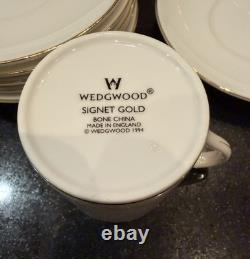 W
WEDGWOOD®
SIGNET GOLD
BONE CHINA
MADE IN ENGLAND
© WEDGWOOD 1994